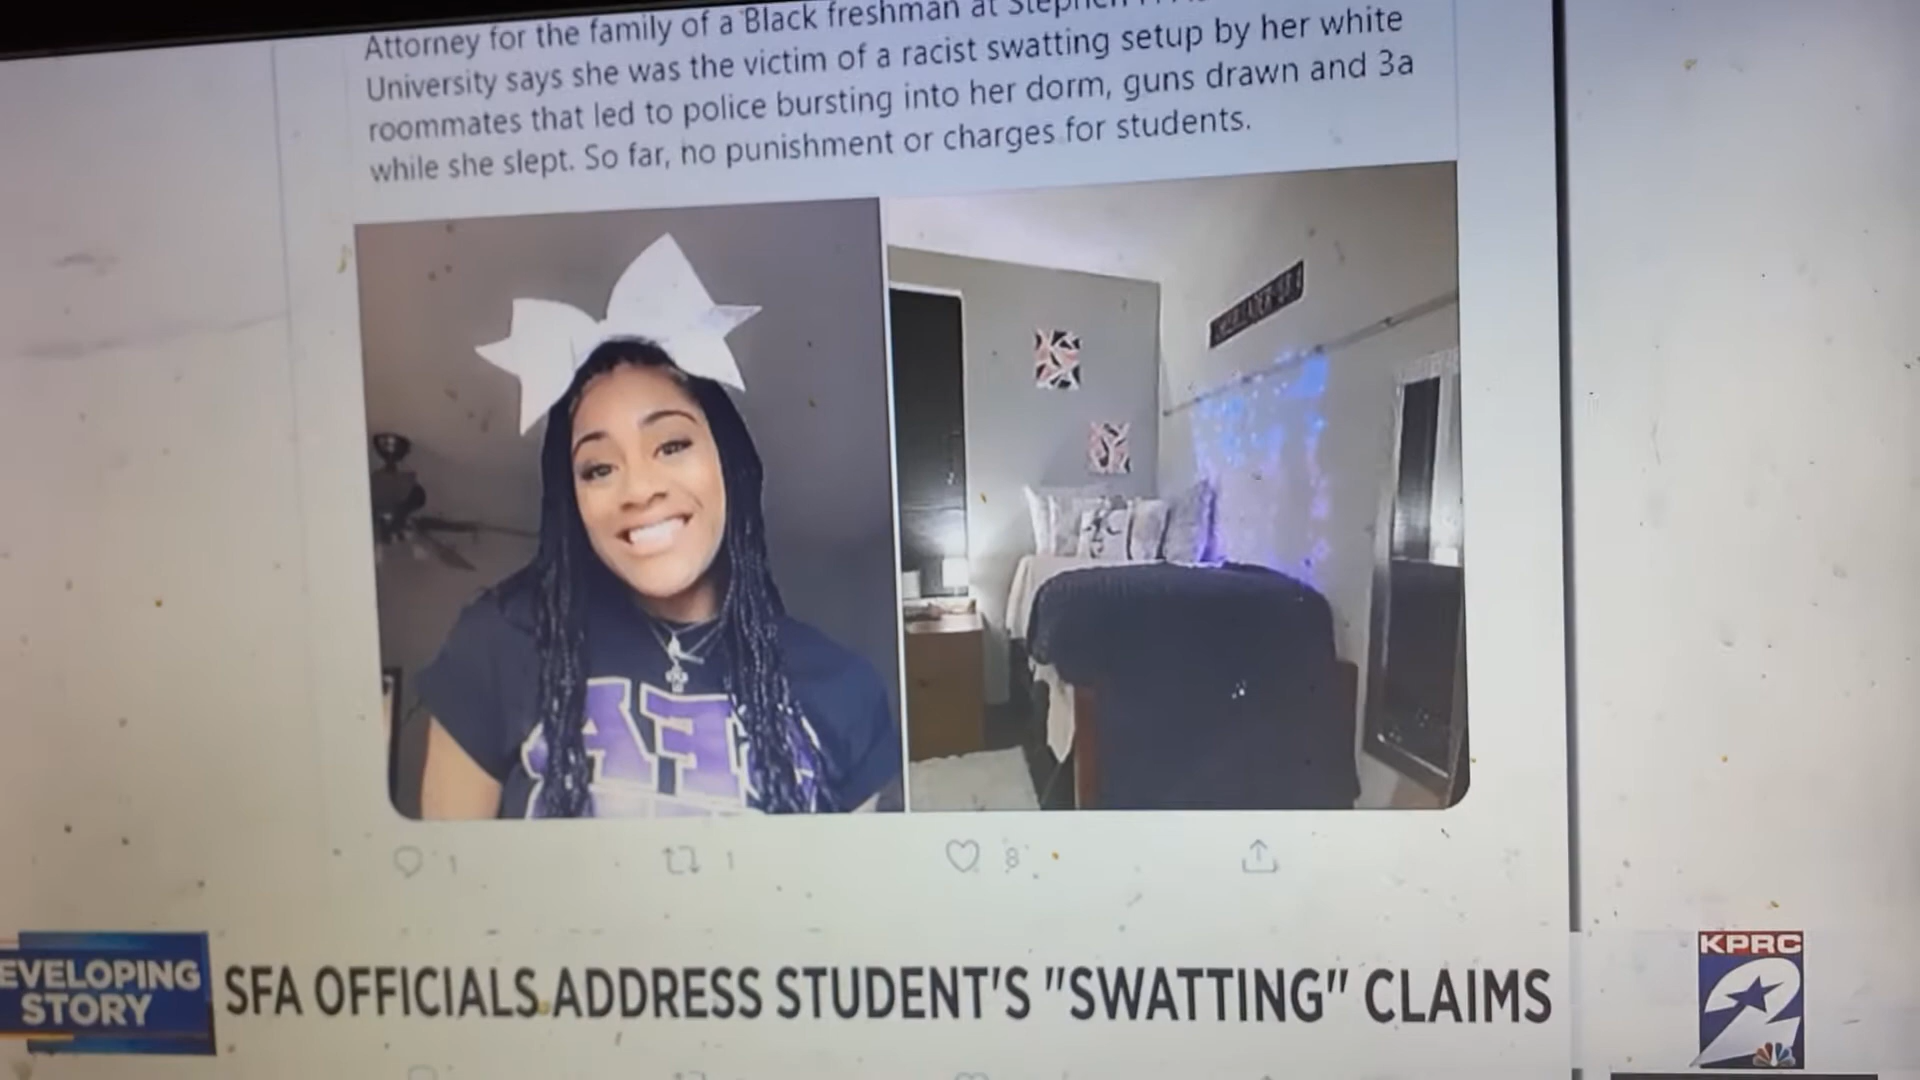 Attorney for the family of a Black freshman at
University says she was the victim of a racist swatting setup by her white
roommates that led to police bursting into her dorm, guns drawn and 3a
while she slept. So far, no punishment or charges for students.
1
1
8
EVELOPING
STORY
SFA OFFICIALS ADDRESS STUDENT'S "SWATTING" CLAIMS
KPRC
2